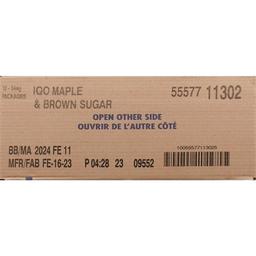 PACKAGES
IQO MAPLE
& BROWN SUGAR
55577 11302
OPEN OTHER SIDE
OUVRIR DE L'AUTRE CÔTÉ
BB/MA 2024 FE 11
MFR/FAB FE-16-23 P 04:28 23 09552